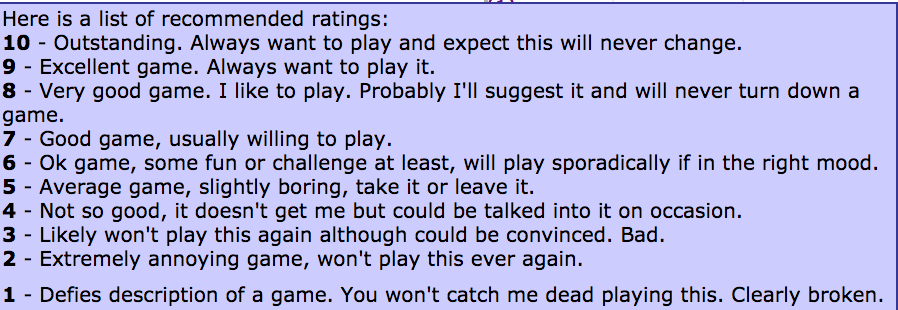 Here is a list of recommended ratings:
10 - Outstanding. Always want to play and expect this will never change.
9 - Excellent game. Always want to play it.
8 - Very good game. I like to play. Probably I'll suggest it and will never turn down a
game.
7 - Good game, usually willing to play.
6 - Ok game, some fun or challenge at least, will play sporadically if in the right mood.
5 - Average game, slightly boring, take it or leave it.
4 - Not so good, it doesn't get me but could be talked into it on occasion.
3 - Likely won't play this again although could be convinced. Bad.
2 - Extremely annoying game, won't play this ever again.
1 - Defies description of a game. You won't catch me dead playing this. Clearly broken.